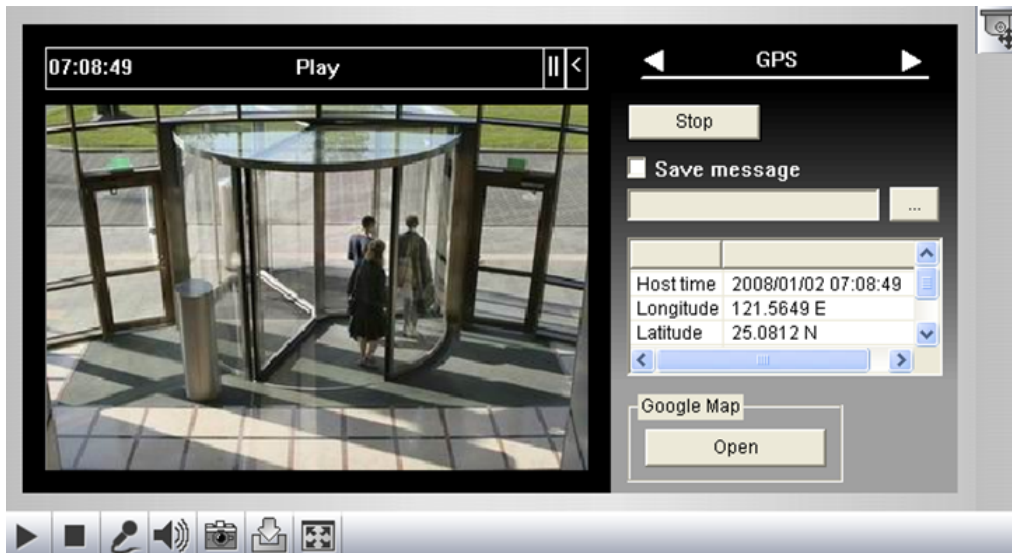 07:08:49 Play || <
GPS
Stop
Save message
...
Host time 2008/01/02 07:08:49
Longitude 121.5649 E
Latitude 25.0812 N
Google Map
Open